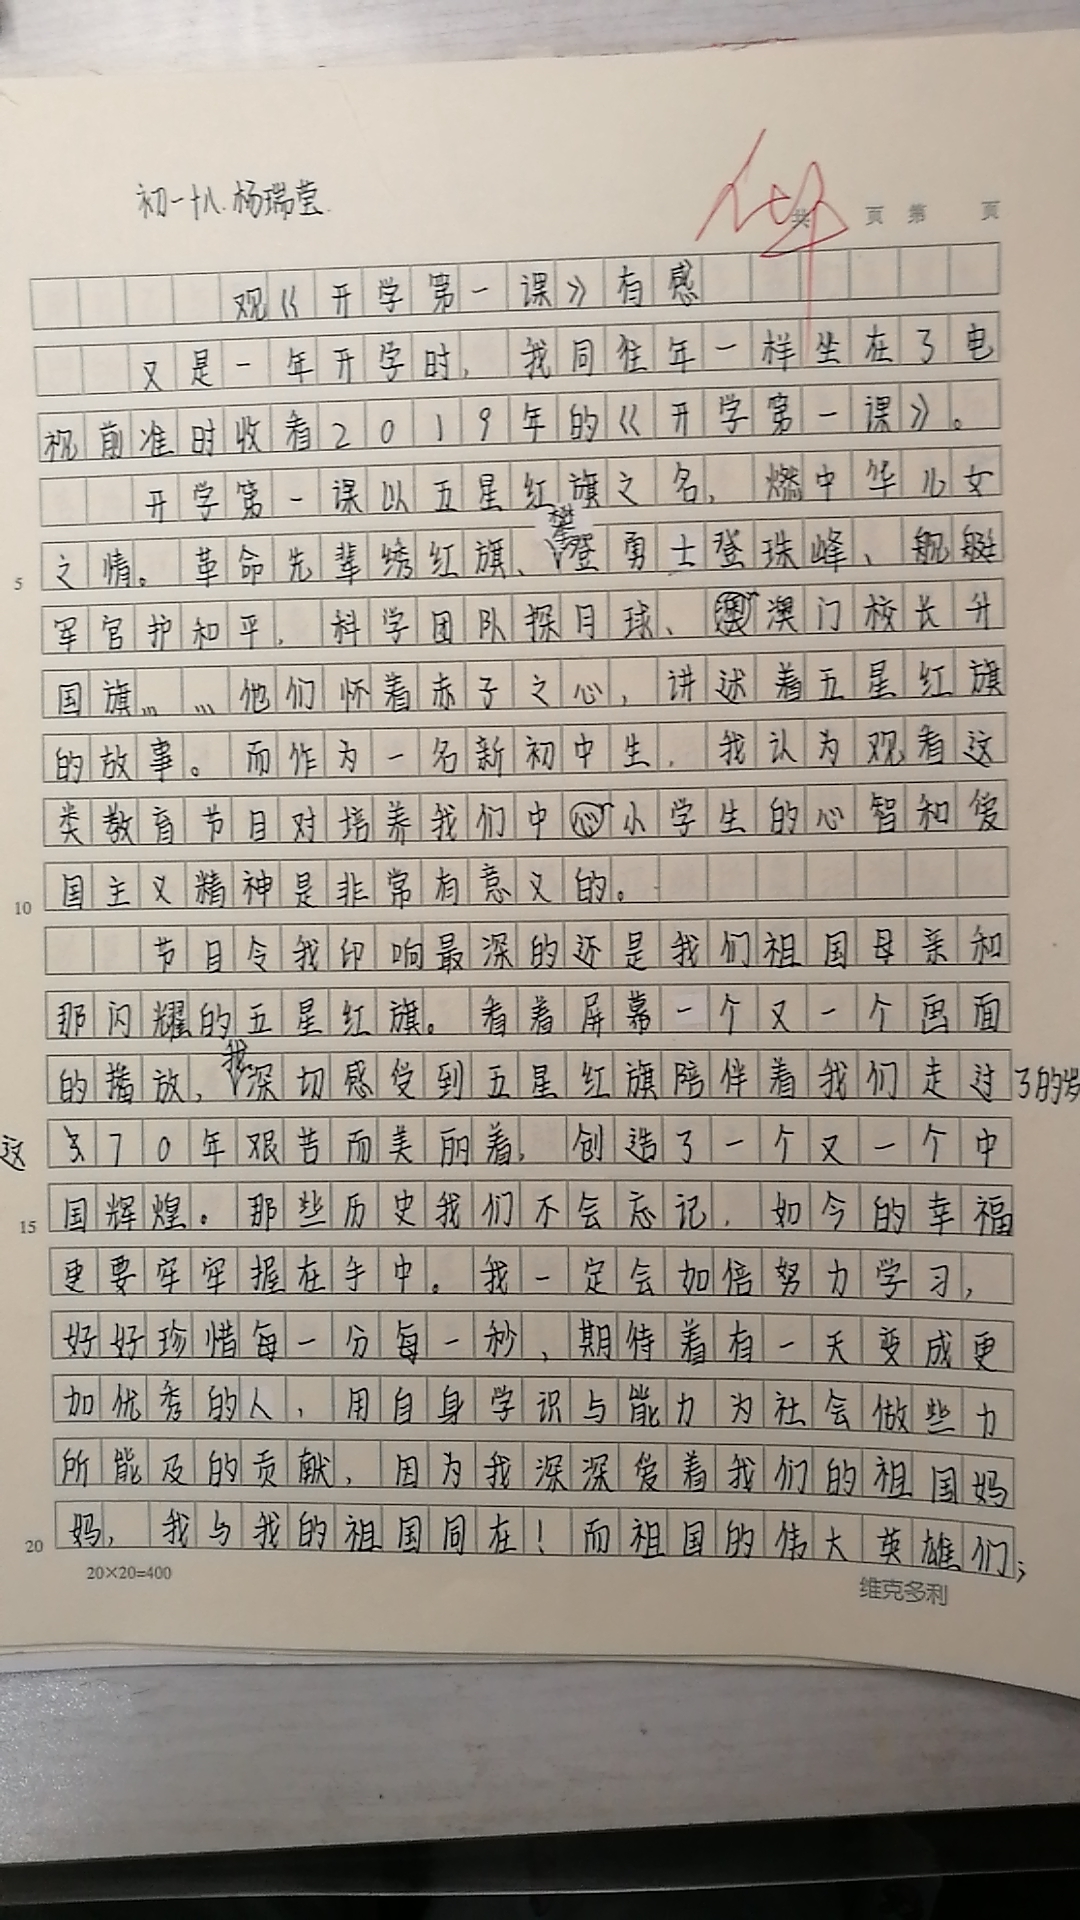 初一十八.杨瑞莹.
共 页 第 页
观《开学第一课》有感
又是一年开学时,我同往年一样坐在了电
视前准时收看2019年的《开学第一课》。
开学第一课以五星红旗之名,燃中华儿女
5 之情。革命先辈绣红旗、攀登勇士登珠峰、舰艇
军官护和平、科学团队探月球、澳门校长升
国旗……他们怀着赤子之心,讲述着五星红旗
的故事。而作为一名新初中生,我认为观看这
类教育节目对培养我们中小学生的心智和爱
10 国主义精神是非常有意义的。
节目令我印响最深的还是我们祖国母亲和
那闪耀的五星红旗。看着屏幕一个又一个画面
的播放,我深切感受到五星红旗陪伴着我们走过了的岁
这70年艰苦而美丽着,创造了一个又一个中
15 国辉煌。那些历史我们不会忘记,如今的幸福
更要牢牢握在手中。我一定会加倍努力学习,
好好珍惜每一分每一秒,期待着有一天变成更
加优秀的人,用自身学识与能力为社会做些力
所能及的贡献,因为我深深爱着我们的祖国妈
20 妈,我与我的祖国同在!而祖国的伟大英雄们,
20×20=400 维克多利